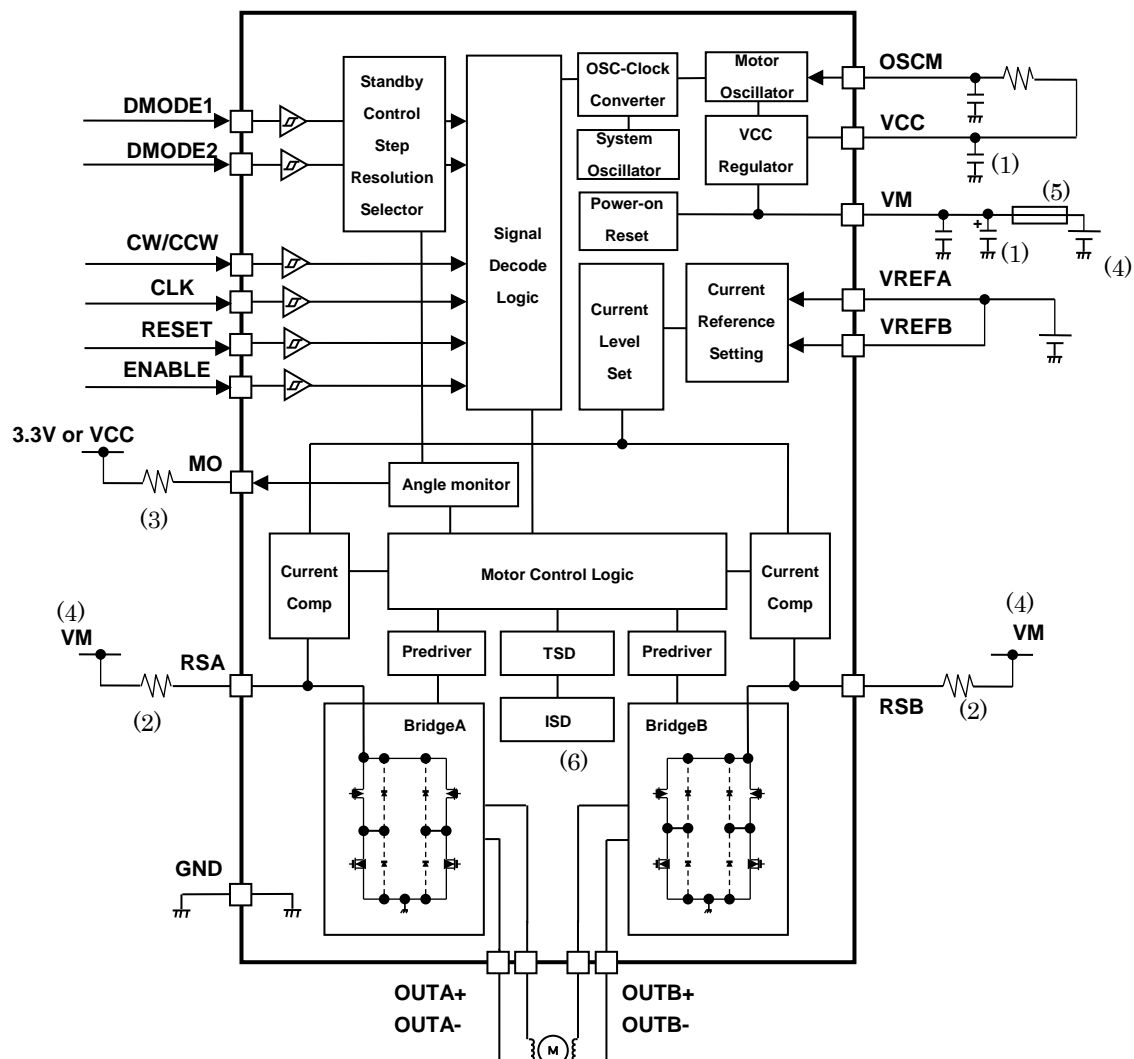 OSCM
VCC
(1)
VM
(5)
+
(1)
(4)
VREFA
VREFB
DMODE1
DMODE2
CW/CCW
CLK
RESET
ENABLE
3.3V or VCC
MO
(3)
Standby
Control
Step
Resolution
Selector
Signal
Decode
Logic
OSC-Clock
Converter
System
Oscillator
Motor
Oscillator
VCC
Regulator
Power-on
Reset
Current
Level
Set
Current
Reference
Setting
Angle monitor
Current
Comp
Motor Control Logic
Current
Comp
(4)
VM
RSA
(2)
Predriver
TSD
Predriver
ISD
(6)
(4)
VM
RSB
(2)
BridgeA
BridgeB
GND
OUTA+
OUTA-
OUTB+
OUTB-
M